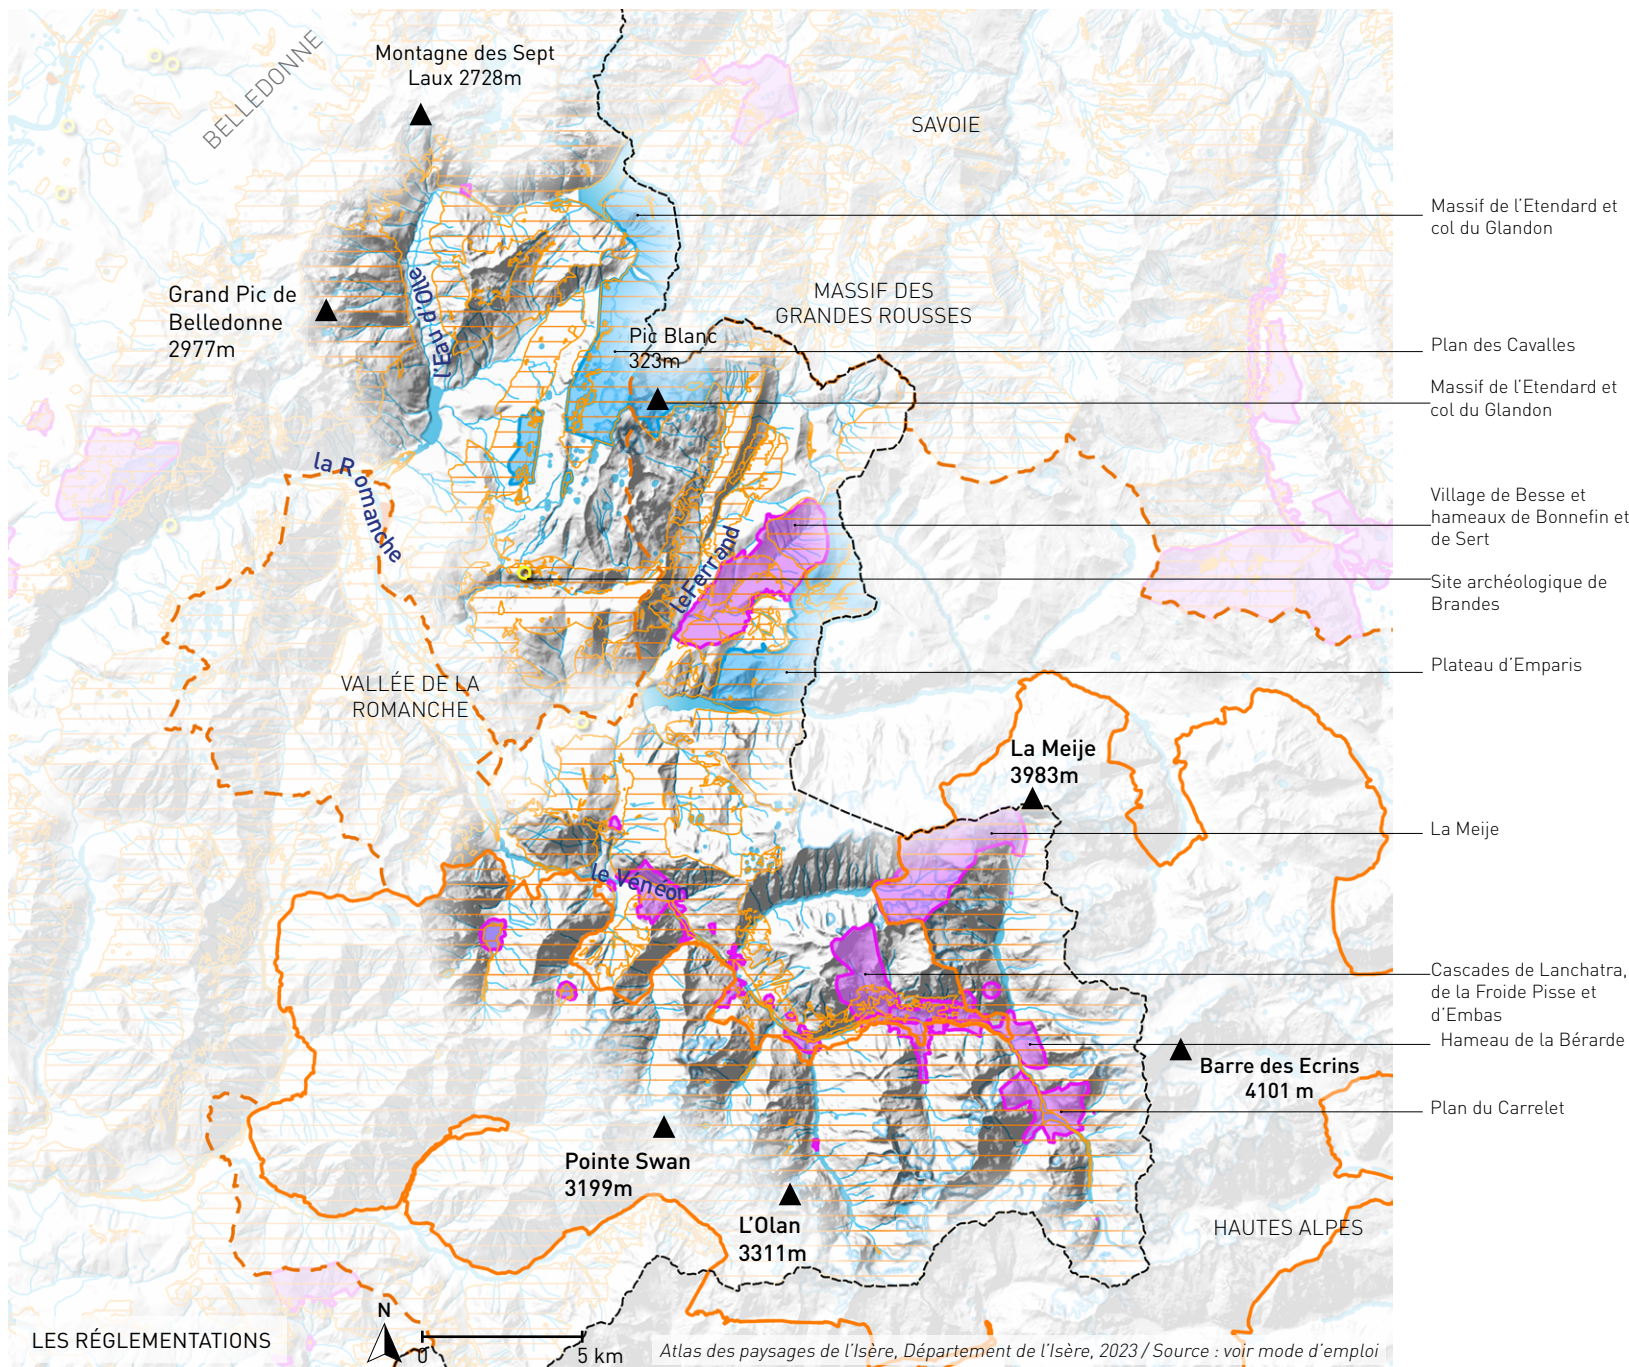 Montagne des Sept
Laux 2728m
BELLEDONNE
SAVOIE
Massif de l'Etendard et
col du Glandon
l'Eau d'Olle
Grand Pic de
Belledonne
2977m
MASSIF DES
GRANDES ROUSSES
Pic Blanc
323m
Plan des Cavalles
Massif de l'Etendard et
col du Glandon
la Romanche
Village de Besse et
hameaux de Bonnefin et
de Sert
le Ferrand
Site archéologique de
Brandes
Plateau d'Emparis
VALLÉE DE LA
ROMANCHE
La Meije
3983m
La Meije
le Vénéon
Cascades de Lanchatra,
de la Froide Pisse et
d'Embas
Hameau de la Bérarde
Barre des Ecrins
4101 m
Plan du Carrelet
Pointe Swan
3199m
L'Olan
3311m
HAUTES ALPES
N
LES RÉGLEMENTATIONS
0
5 km
Atlas des paysages de l'Isère, Département de l'Isère, 2023 / Source : voir mode d'emploi